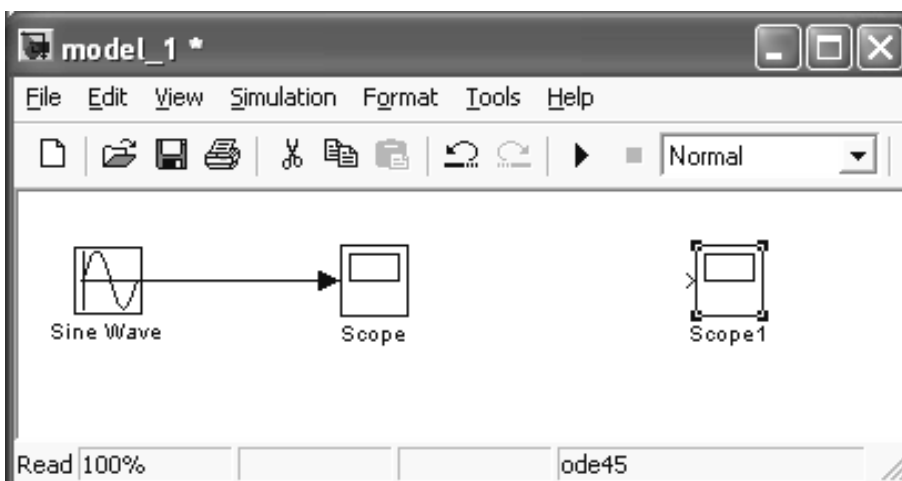 model_1 *
File Edit View Simulation Format Tools Help
Normal
Sine Wave
Scope
Scope1
Read 100% ode45